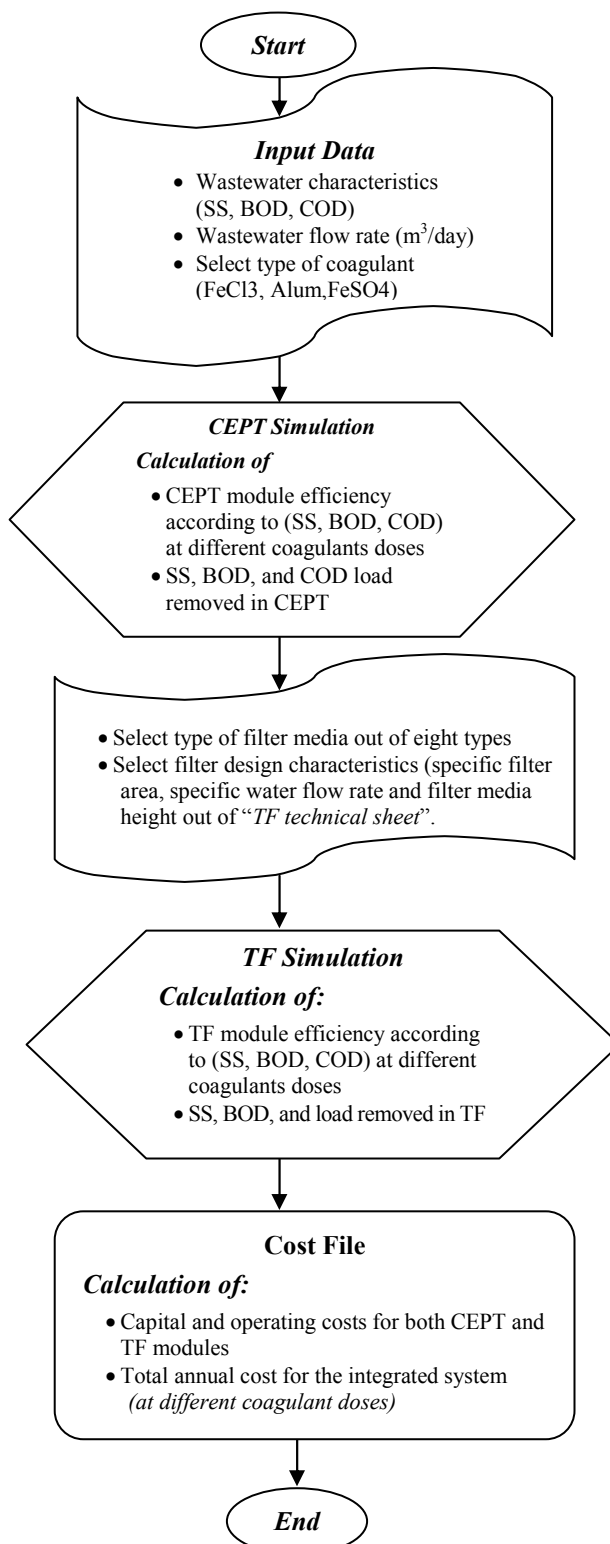 Start
Input Data
• Wastewater characteristics
(SS, BOD, COD)
• Wastewater flow rate (m³/day)
• Select type of coagulant
(FeCl3, Alum,FeSO4)
CEPT Simulation
Calculation of
• CEPT module efficiency
according to (SS, BOD, COD)
at different coagulants doses
• SS, BOD, and COD load
removed in CEPT
• Select type of filter media out of eight types
• Select filter design characteristics (specific filter
area, specific water flow rate and filter media
height out of “TF technical sheet”.
TF Simulation
Calculation of:
• TF module efficiency according
to (SS, BOD, COD) at different
coagulants doses
• SS, BOD, and load removed in TF
Cost File
Calculation of:
• Capital and operating costs for both CEPT and
TF modules
• Total annual cost for the integrated system
(at different coagulant doses)
End